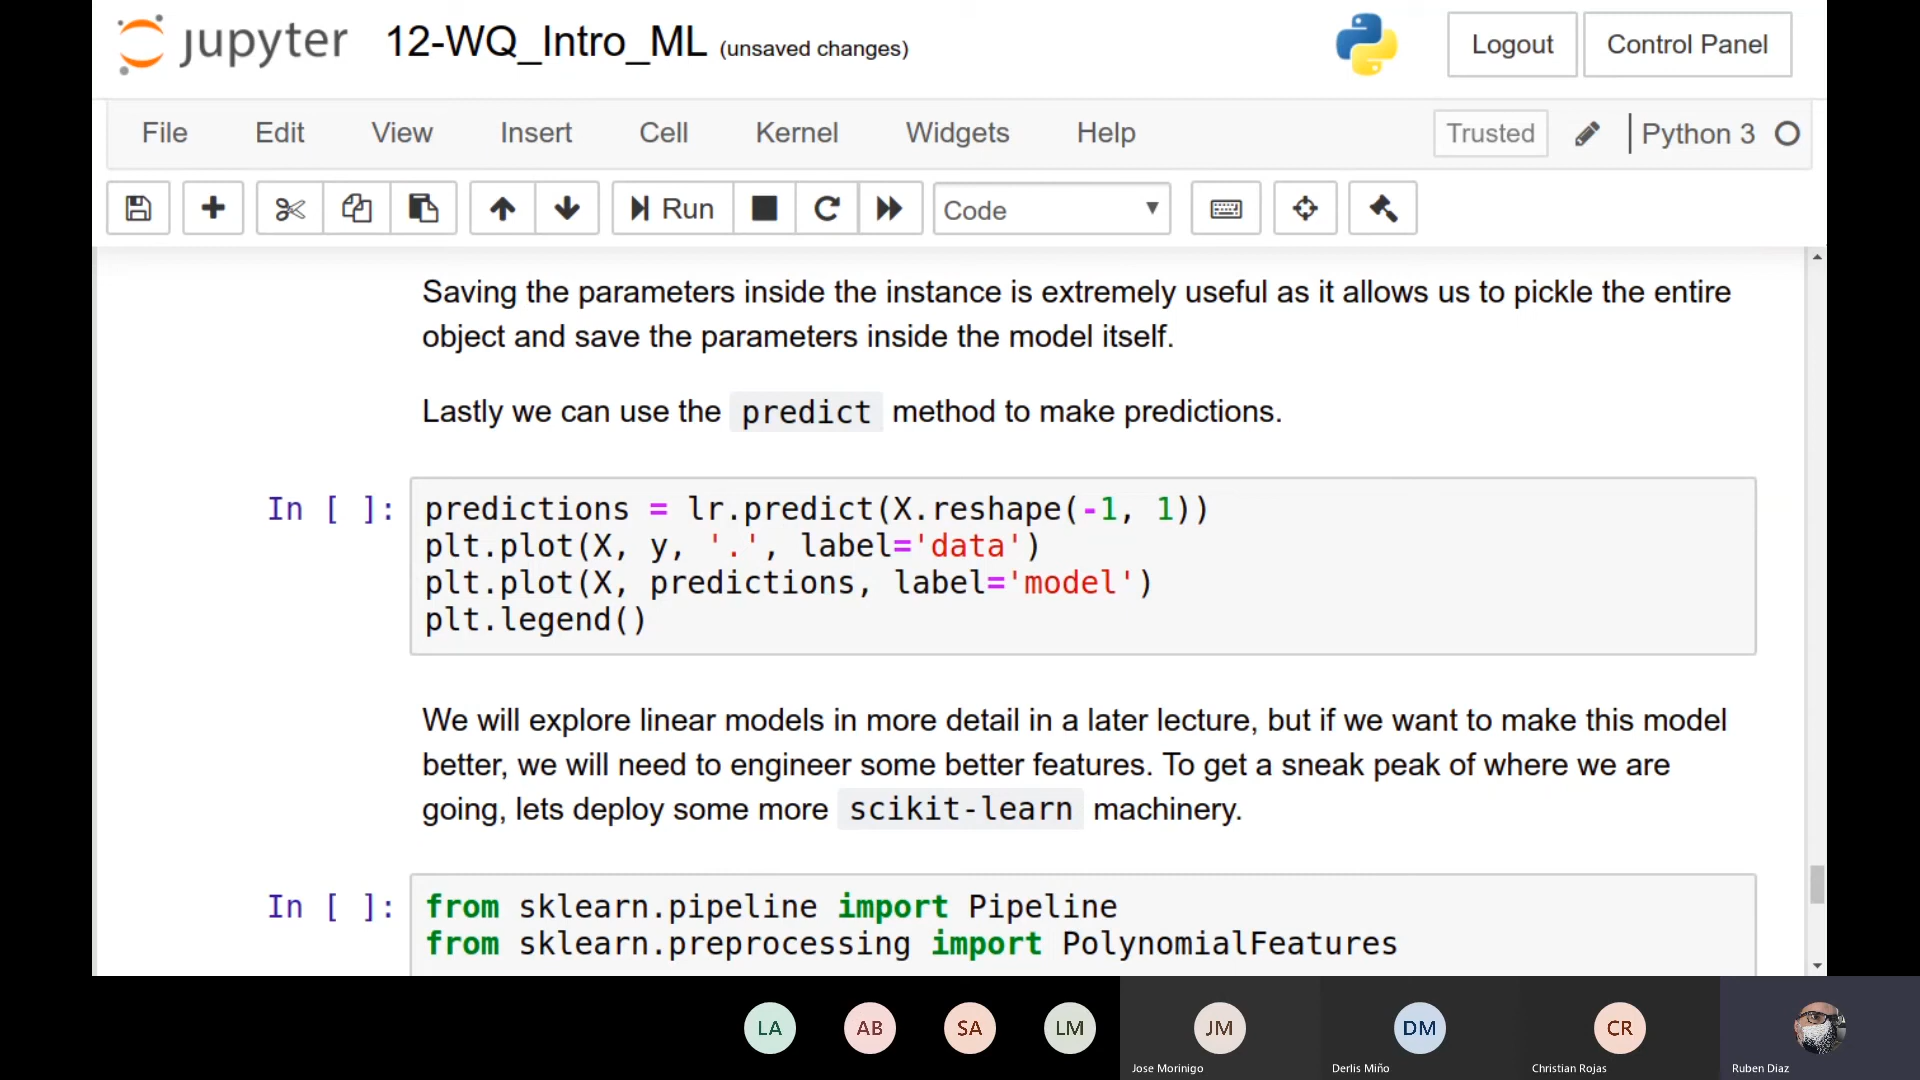 jupyter 12-WQ_Intro_ML (unsaved changes) Logout Control Panel
File Edit View Insert Cell Kernel Widgets Help Trusted Python 3
Run Code
Saving the parameters inside the instance is extremely useful as it allows us to pickle the entire
object and save the parameters inside the model itself.
Lastly we can use the predict method to make predictions.
In [ ]: predictions = lr.predict(X.reshape(-1, 1))
plt.plot(X, y, '.', label='data')
plt.plot(X, predictions, label='model')
plt.legend()
We will explore linear models in more detail in a later lecture, but if we want to make this model
better, we will need to engineer some better features. To get a sneak peak of where we are
going, lets deploy some more scikit-learn machinery.
In [ ]: from sklearn.pipeline import Pipeline
from sklearn.preprocessing import PolynomialFeatures
LA AB SA LM JM DM CR
Jose Morinigo Derlis Miño Christian Rojas Ruben Diaz